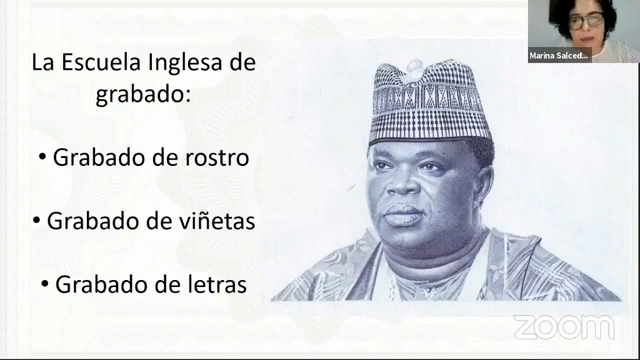 La Escuela Inglesa de
grabado:
• Grabado de rostro
• Grabado de viñetas
• Grabado de letras
Marina Salced...
zoom